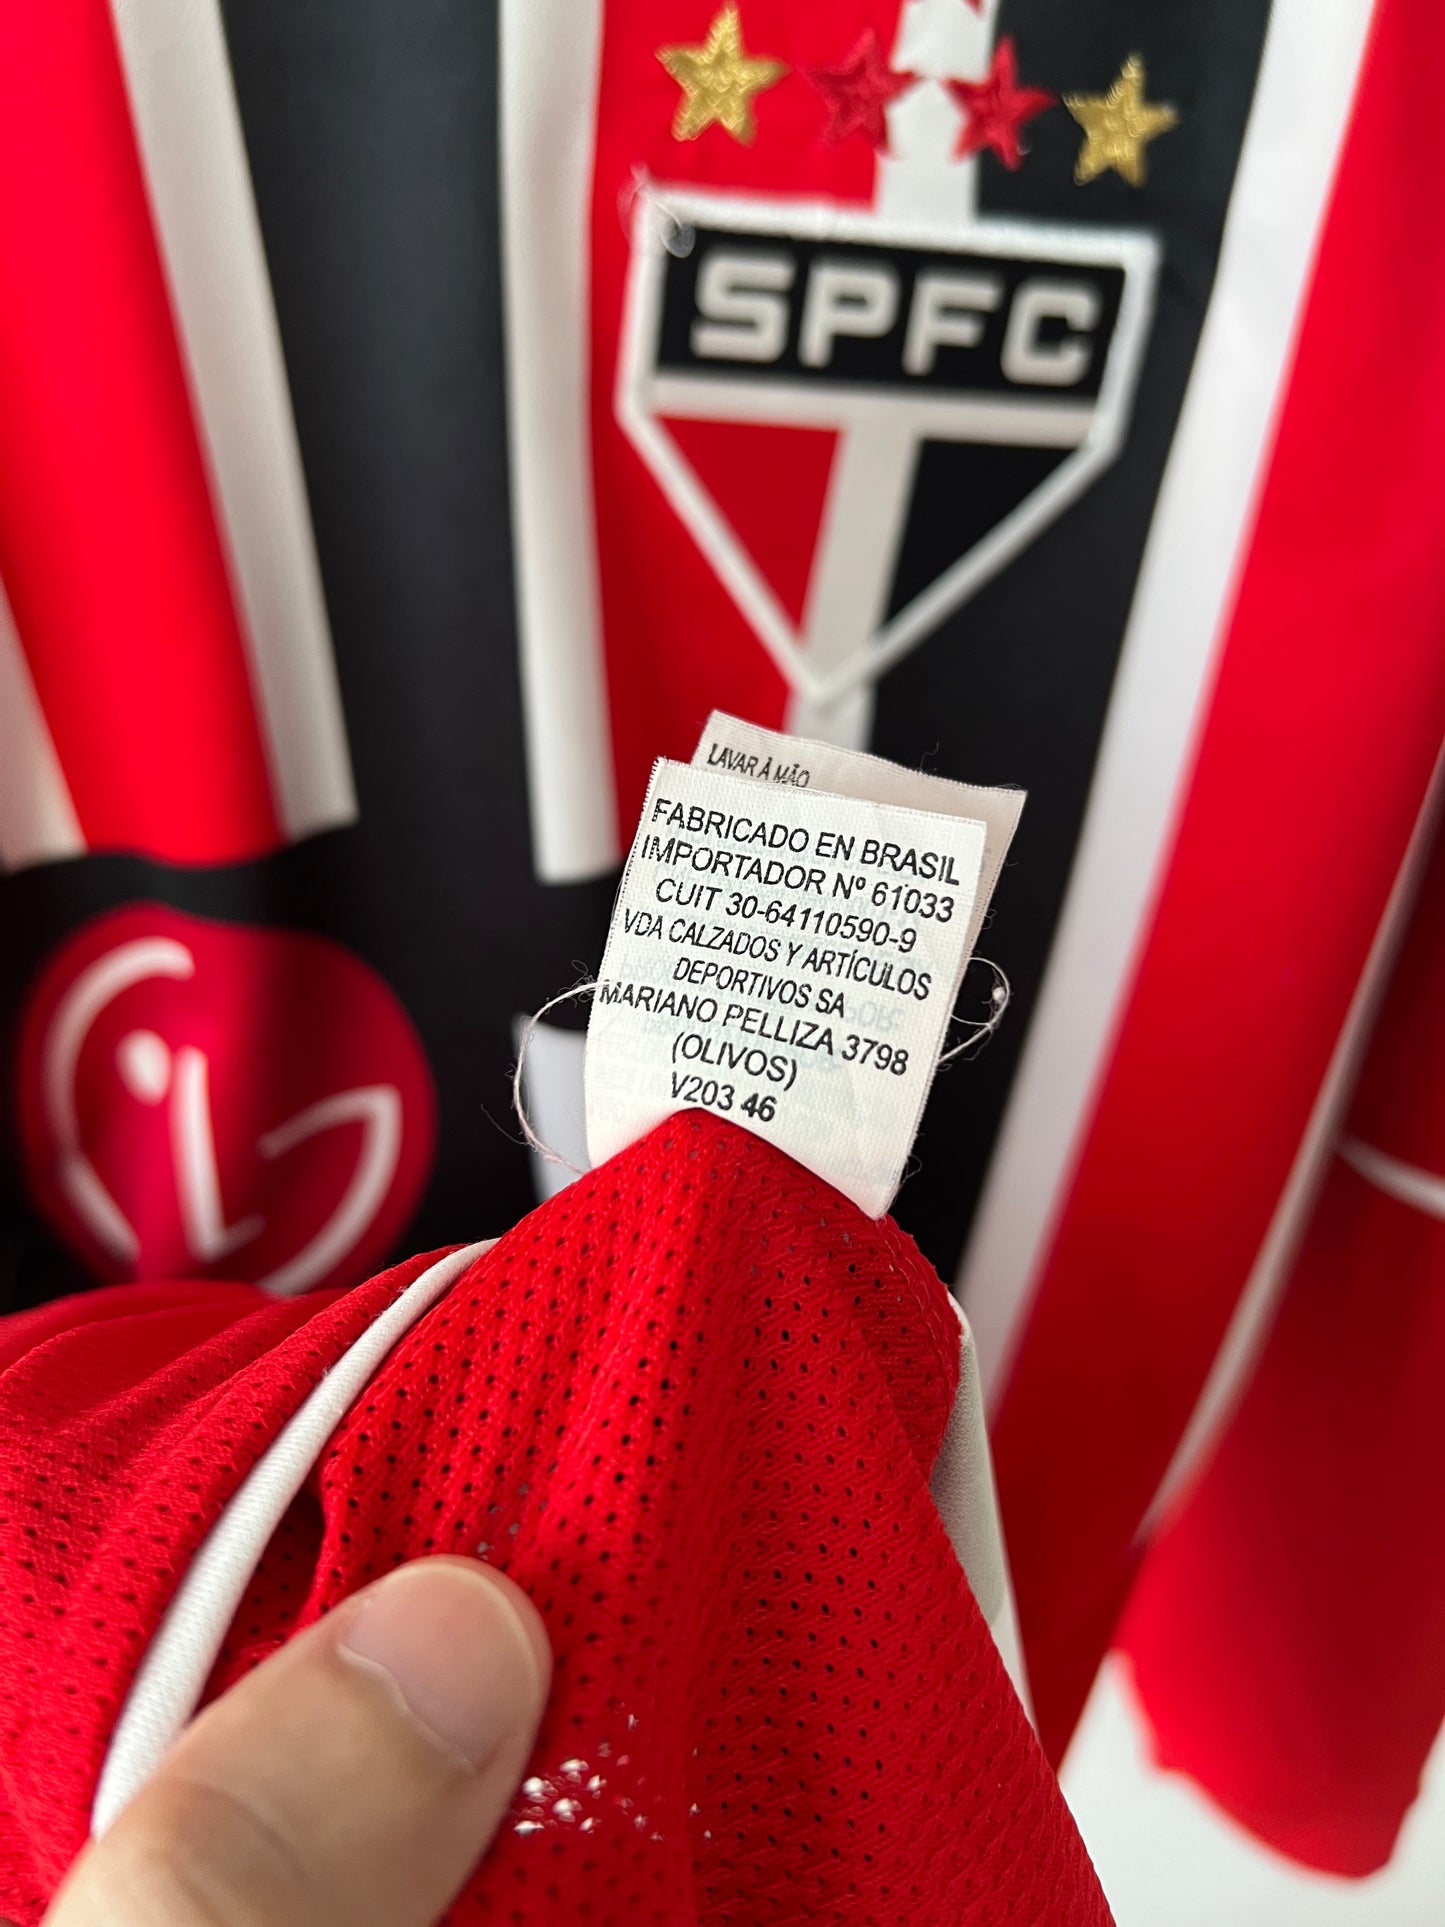 SPFC
LAVAR À MÃO
FABRICADO EN BRASIL
IMPORTADOR Nº 61033
CUIT 30-64110590-9
VDA CALZADOS Y ARTÍCULOS
DEPORTIVOS SA
MARIANO PELLIZA 3798
(OLIVOS)
V203 46